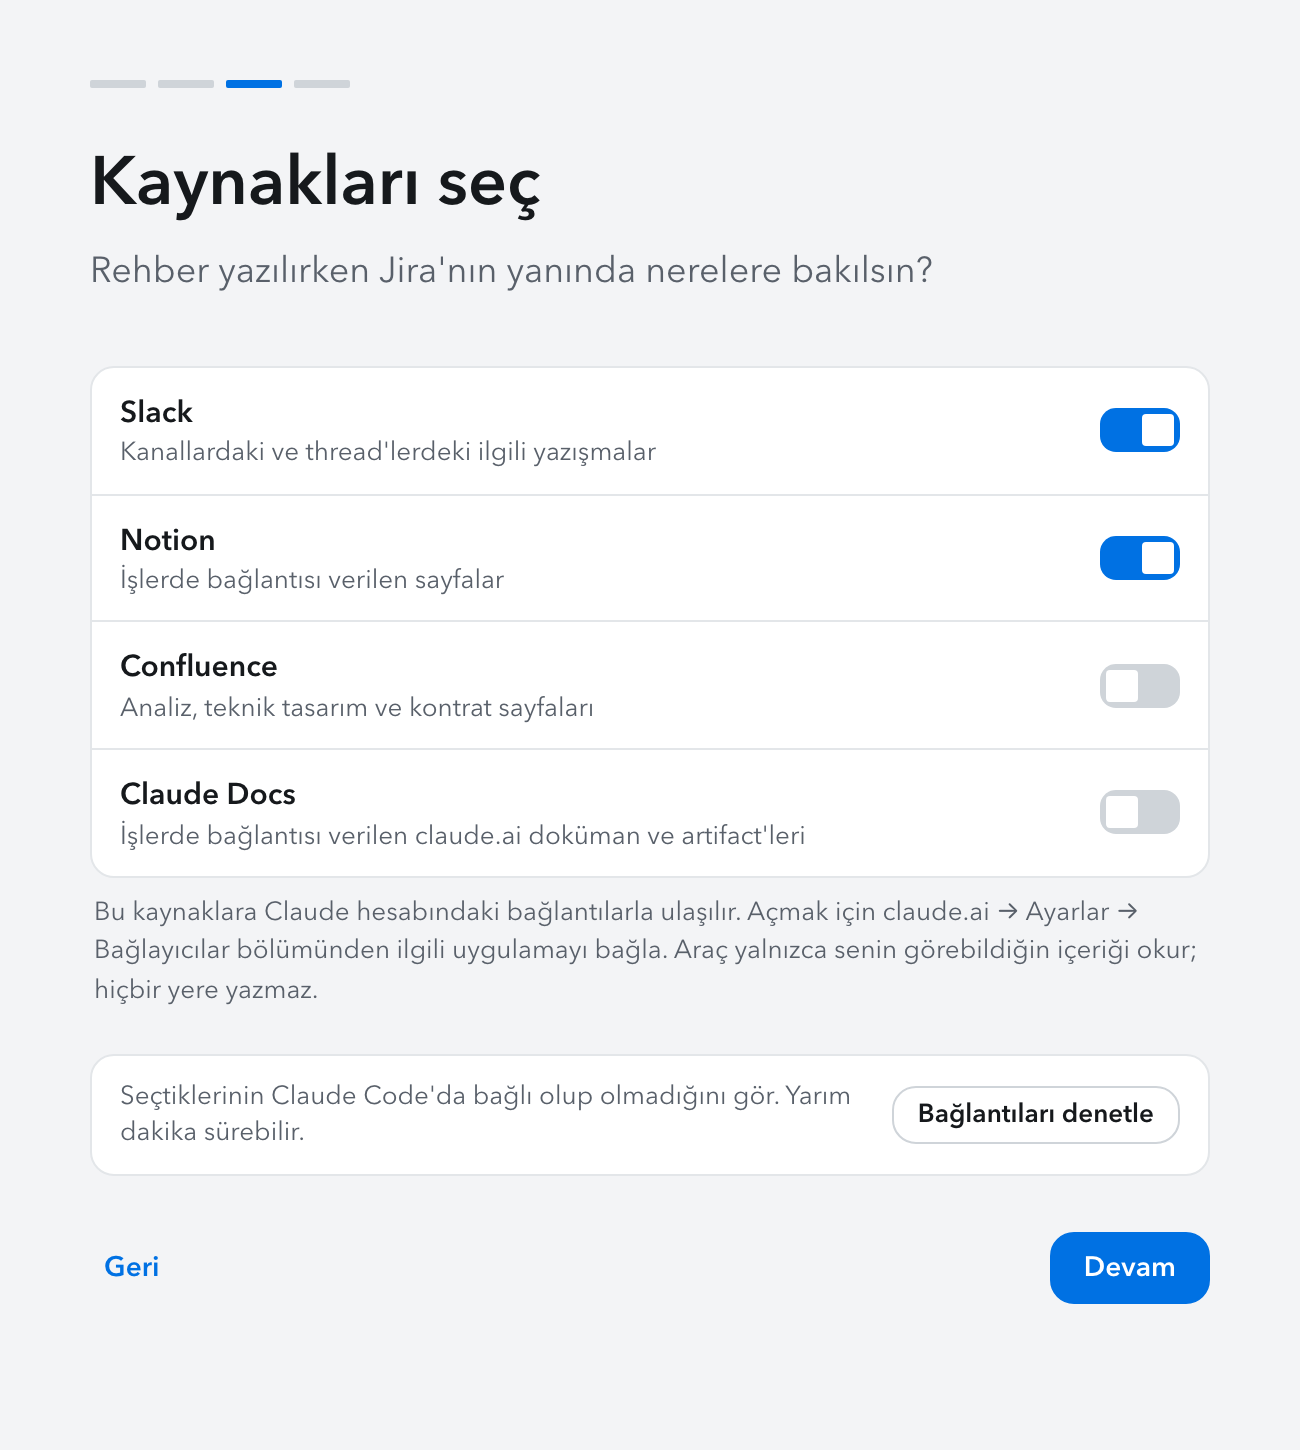 Kaynakları seç
Rehber yazılırken Jira'nın yanında nerelere bakılsın?
Slack
Kanallardaki ve thread'lerdeki ilgili yazışmalar
Notion
İşlerde bağlantısı verilen sayfalar
Confluence
Analiz, teknik tasarım ve kontrat sayfaları
Claude Docs
İşlerde bağlantısı verilen claude.ai doküman ve artifact'leri
Bu kaynaklara Claude hesabındaki bağlantılarla ulaşılır. Açmak için claude.ai → Ayarlar →
Bağlayıcılar bölümünden ilgili uygulamayı bağla. Araç yalnızca senin görebildiğin içeriği okur;
hiçbir yere yazmaz.
Seçtiklerinin Claude Code'da bağlı olup olmadığını gör. Yarım
dakika sürebilir.
Bağlantıları denetle
Geri
Devam